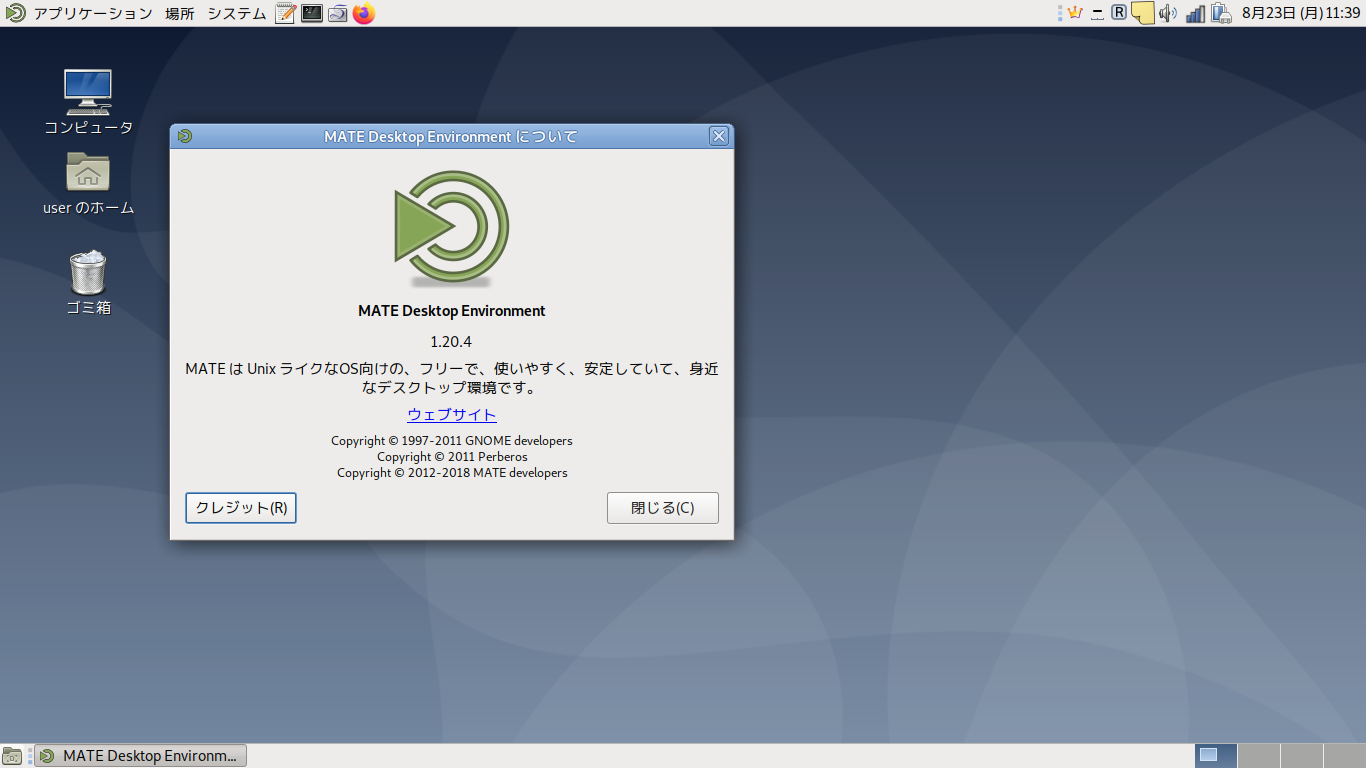 アプリケーション 場所 システム
R
8月23日 (月) 11:39
コンピュータ
user のホーム
ゴミ箱
MATE Desktop Environment について
MATE Desktop Environment
1.20.4
MATE は Unix ライクなOS向けの、フリーで、使いやすく、安定していて、身近
なデスクトップ環境です。
ウェブサイト
Copyright © 1997-2011 GNOME developers
Copyright © 2011 Perberos
Copyright © 2012-2018 MATE developers
クレジット(R)
閉じる(C)
MATE Desktop Environm...